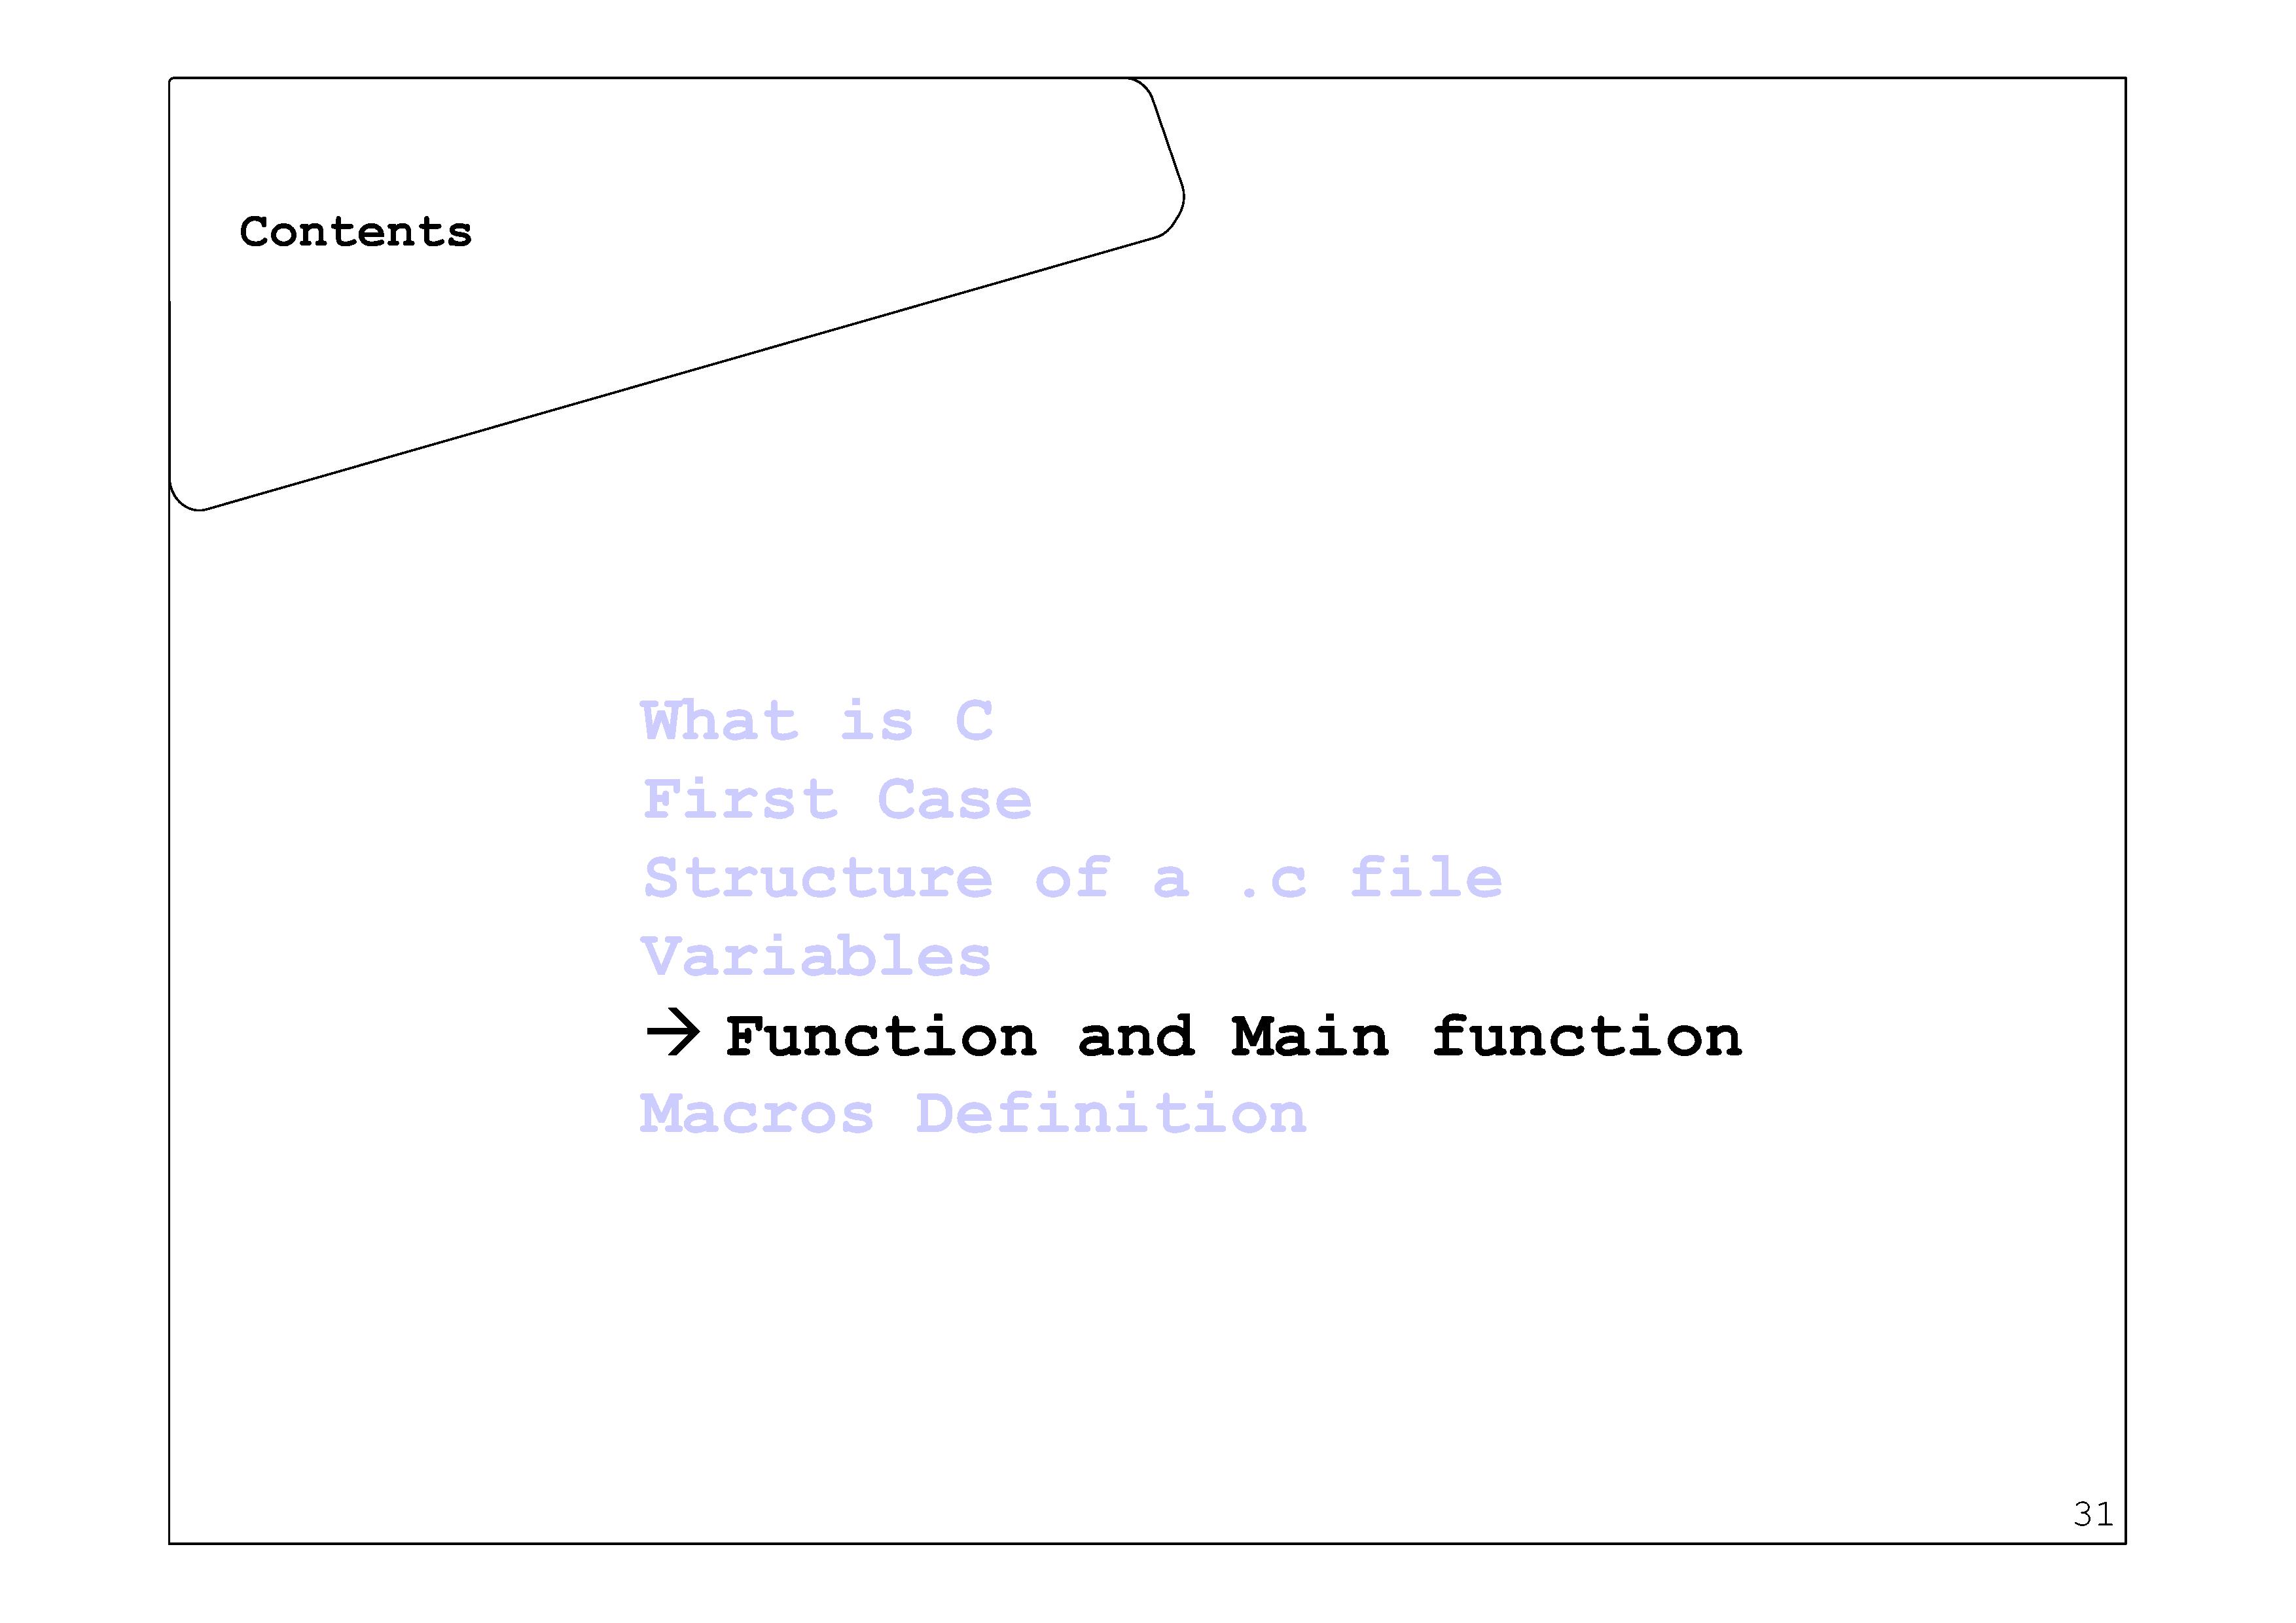 Contents
What is C
First Case
Structure of a .c file
Variables
→ Function and Main function
Macros Definition
31